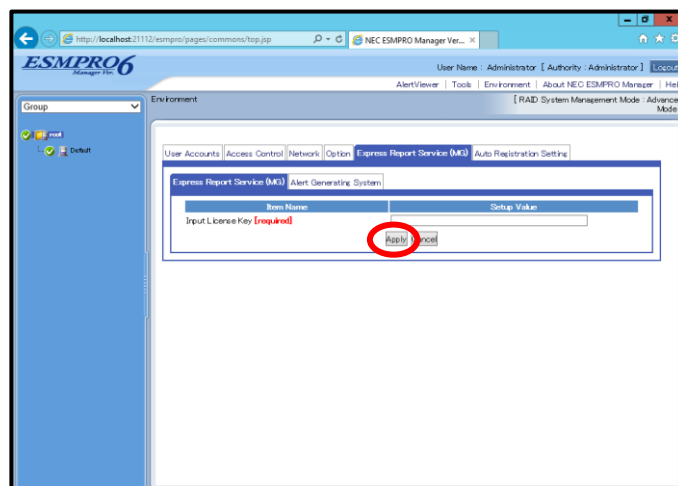 http://localhost:21112/esmpro/pages/commons/top.jsp
NEC ESMPRO Manager Ver...
ESMPRO6
Manager Ver.
User Name : Administrator [ Authority : Administrator ] Logout
AlertViewer | Tools | Environment | About NEC ESMPRO Manager | Hel
Group
Environment
[ RAID System Management Mode : Advance
Mode
root
Default
User Accounts Access Control Network Option Express Report Service (MG) Auto Registration Setting
Express Report Service (MG) Alert Generating System
Item Name Setup Value
Input License Key [required]
Apply Cancel